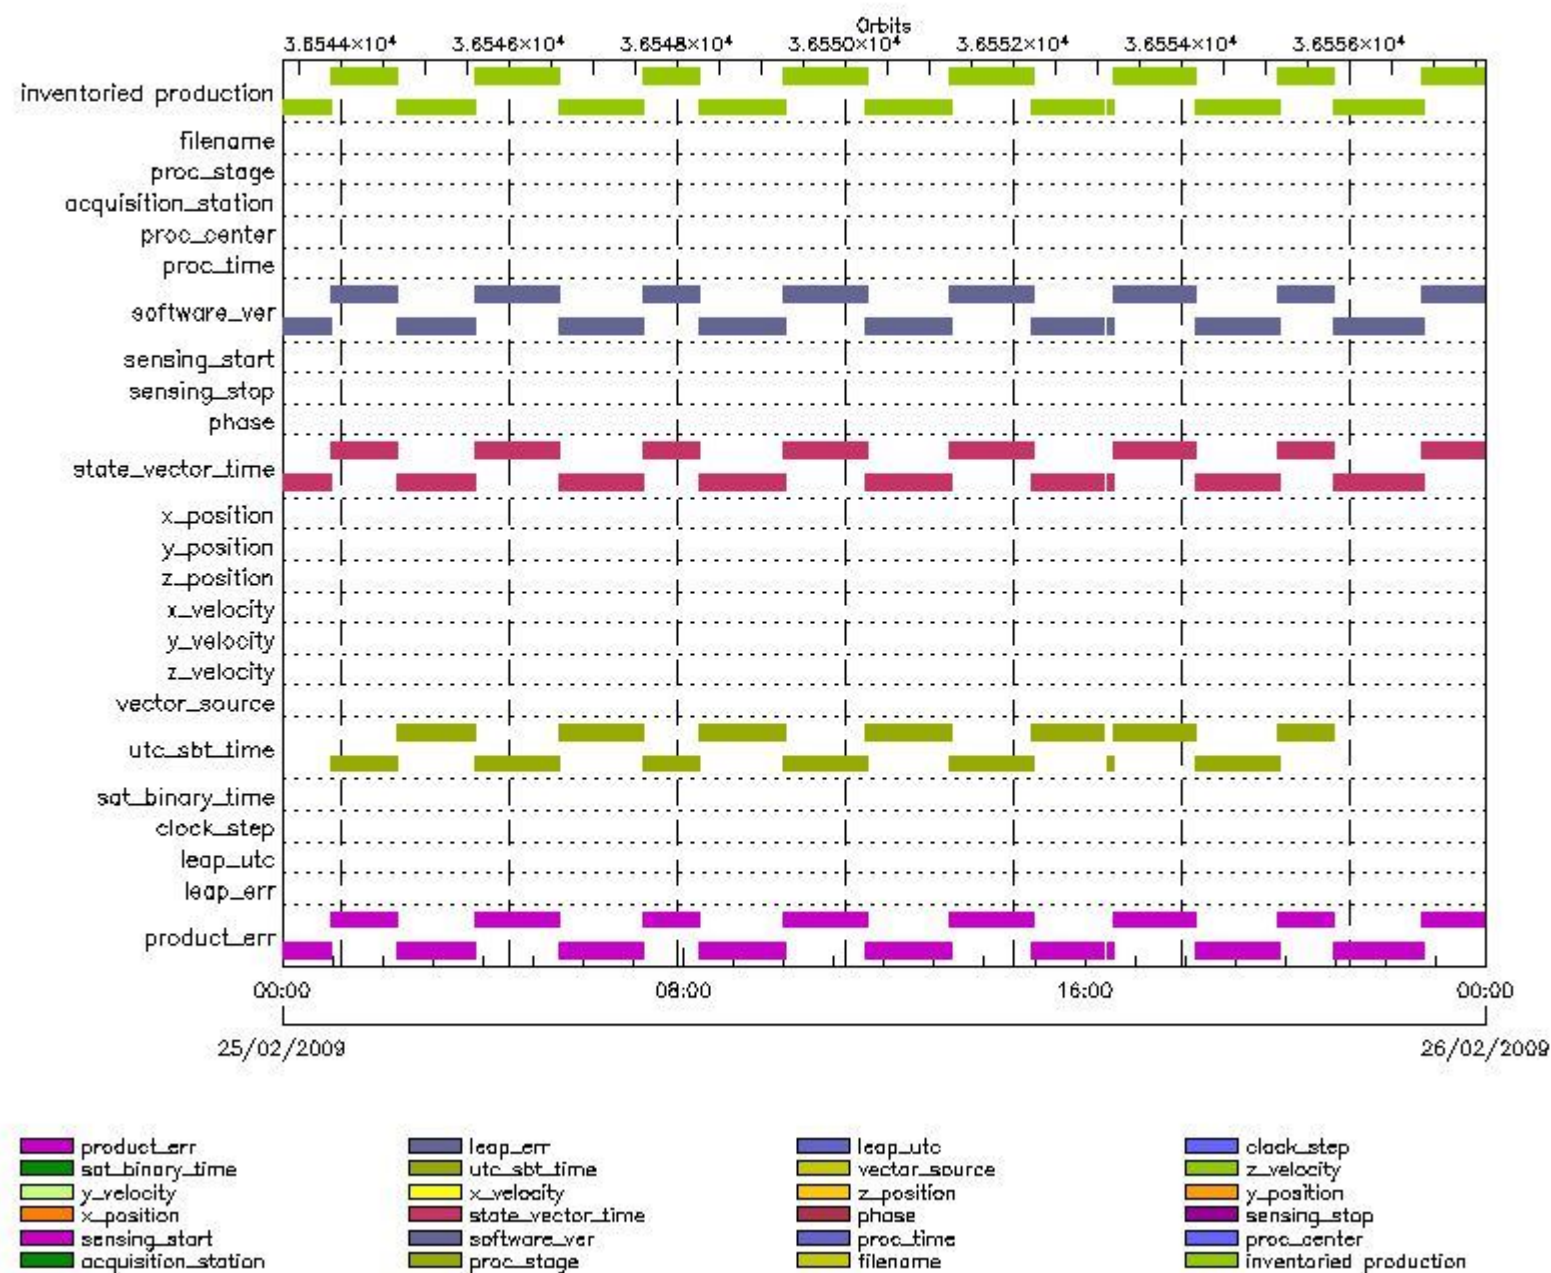 Orbits
3.6544×10⁴ 3.6546×10⁴ 3.6548×10⁴ 3.6550×10⁴ 3.6552×10⁴ 3.6554×10⁴ 3.6556×10⁴
inventoried production
filename
proc_stage
acquisition_station
proc_center
proc_time
software_ver
sensing_start
sensing_stop
phase
state_vector_time
x_position
y_position
z_position
x_velocity
y_velocity
z_velocity
vector_source
utc_sbt_time
sat_binary_time
clock_step
leap_utc
leap_err
product_err
00:00 08:00 16:00 00:00
25/02/2009 26/02/2009
product_err leap_err leap_utc clock_step
sat_binary_time utc_sbt_time vector_source z_velocity
y_velocity x_velocity z_position y_position
x_position state_vector_time phase sensing_stop
sensing_start software_ver proc_time proc_center
acquisition_station proc_stage filename inventoried production